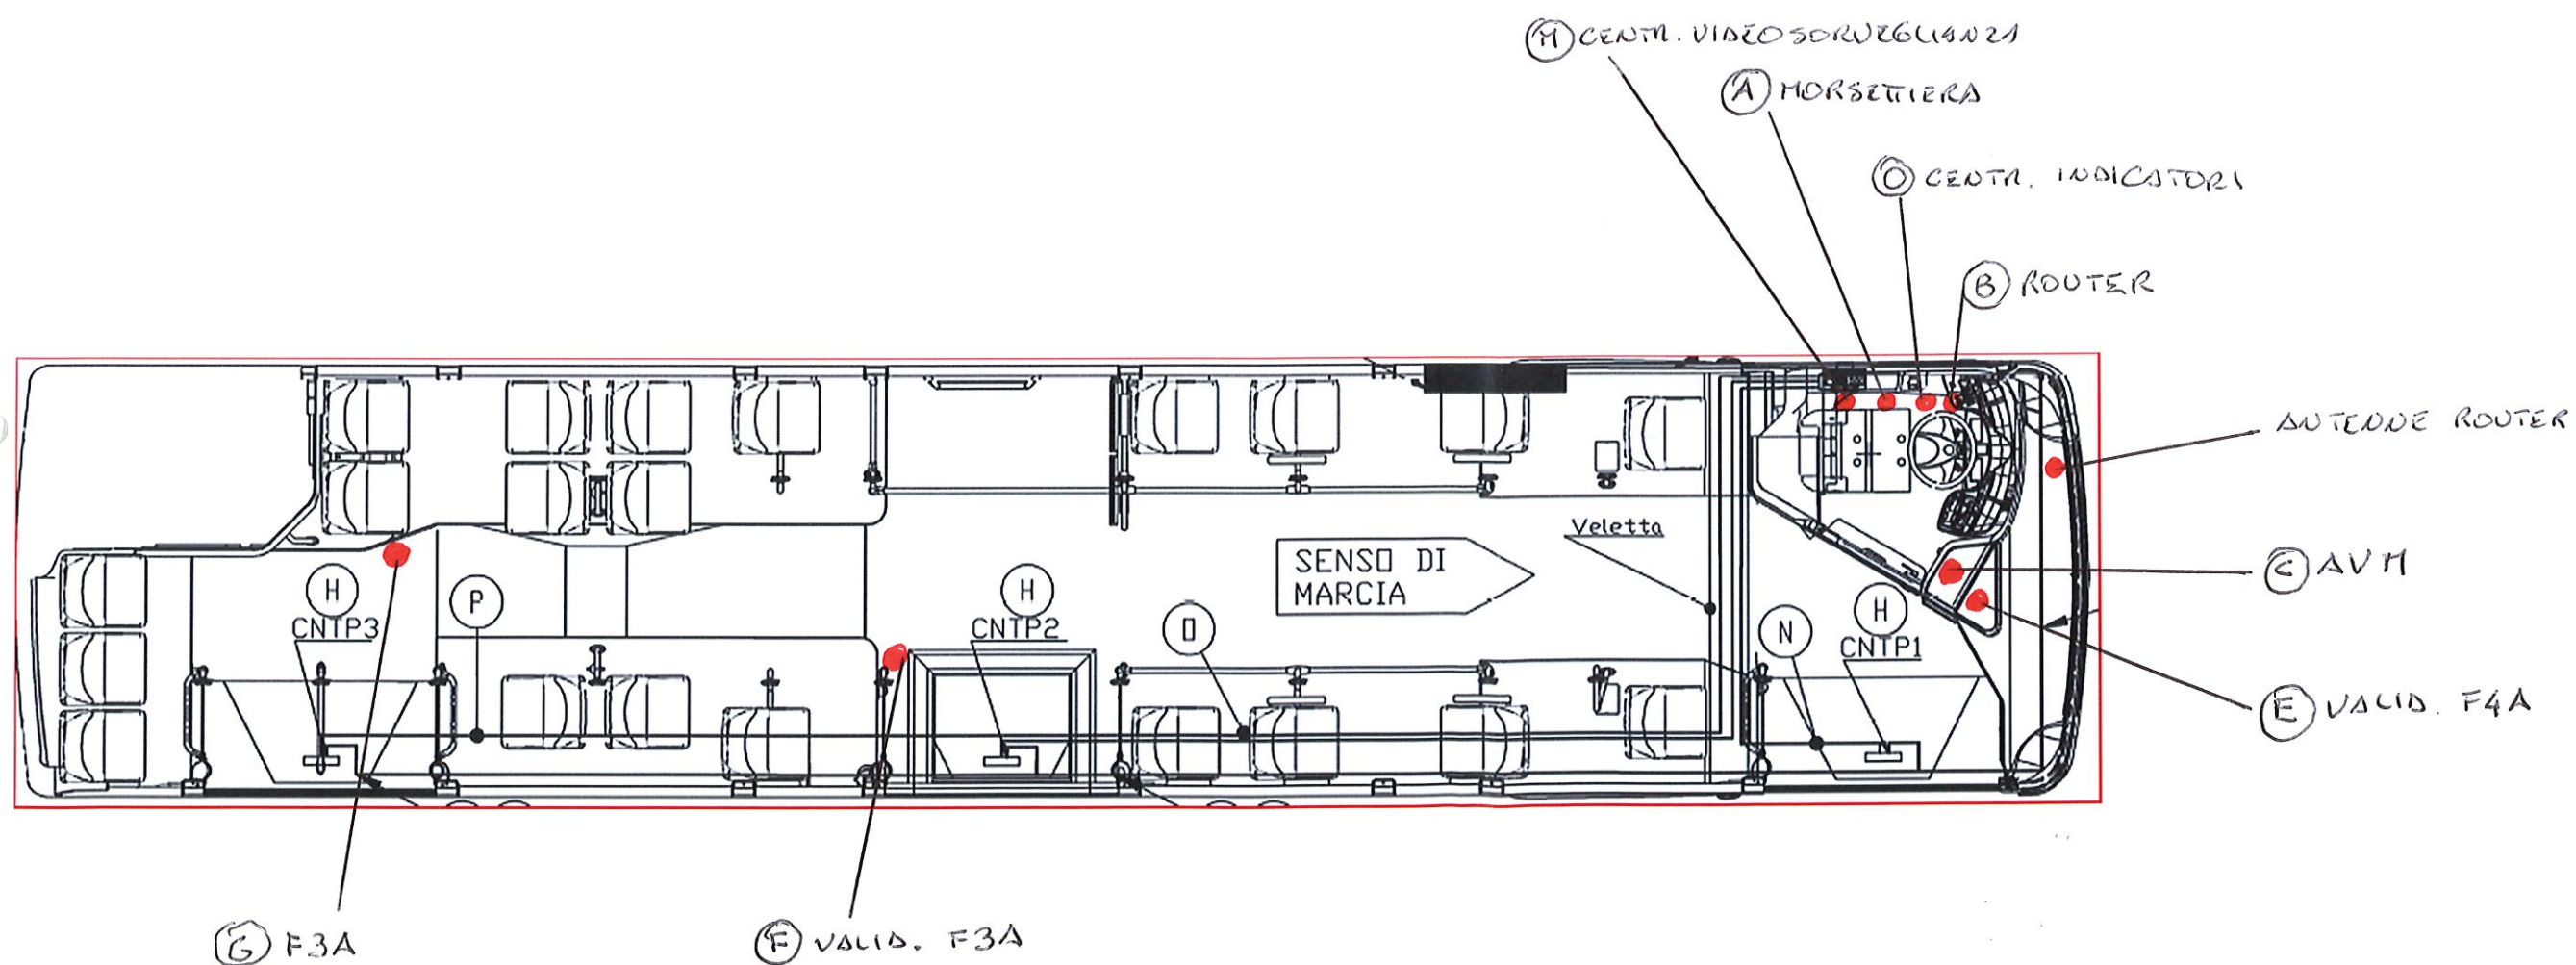 M CENTR. VIDEOSORVEGLIANZA
A MORSETTIERA
O CENTR. INDICATORI
B ROUTER
ANTENNE ROUTER
Veletta
SENSO DI
MARCIA
C AVM
H
CNTP3
P
H
CNTP2
O
N
H
CNTP1
E VALID. F4A
G F3A
F VALID. F3A